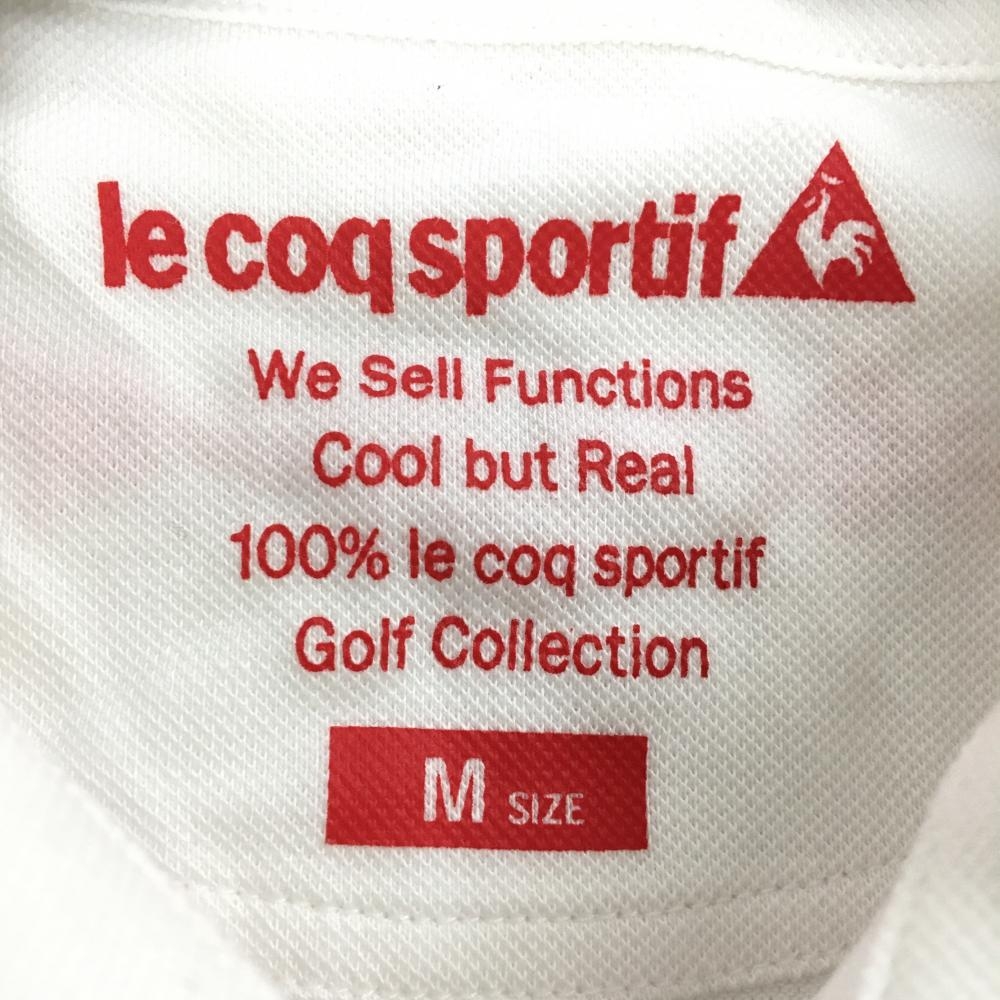 le coq sportif
We Sell Functions
Cool but Real
100% le coq sportif
Golf Collection
M SIZE